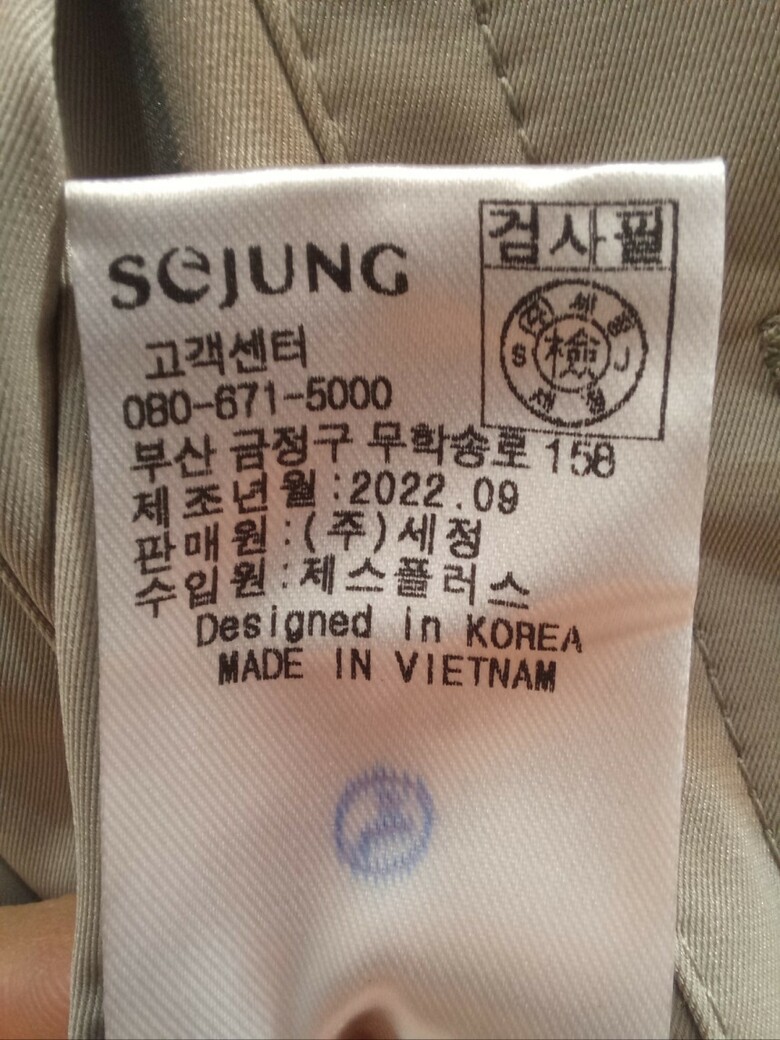 SEJUNG
고객센터
080-671-5000
부산 금정구 무학송로 158
제조년월:2022.09
판매원:(주)세정
수입원:제스플러스
Designed in KOREA
MADE IN VIETNAM
검사필
S 檢 J